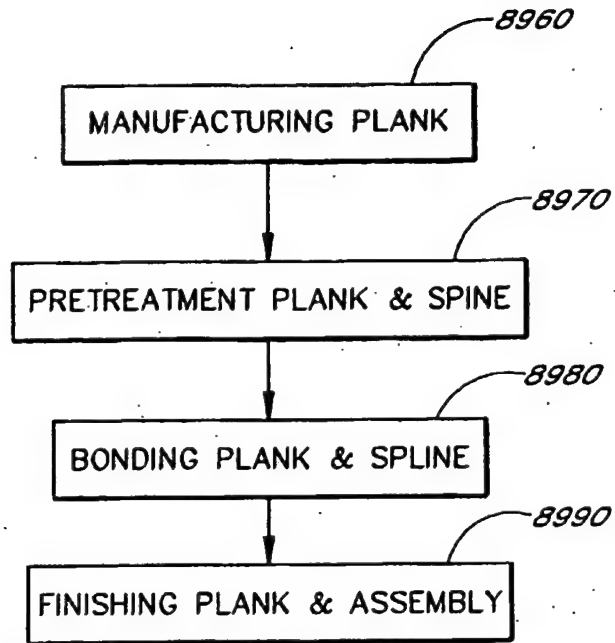 8960
MANUFACTURING PLANK
8970
PRETREATMENT PLANK & SPINE
8980
BONDING PLANK & SPLINE
8990
FINISHING PLANK & ASSEMBLY